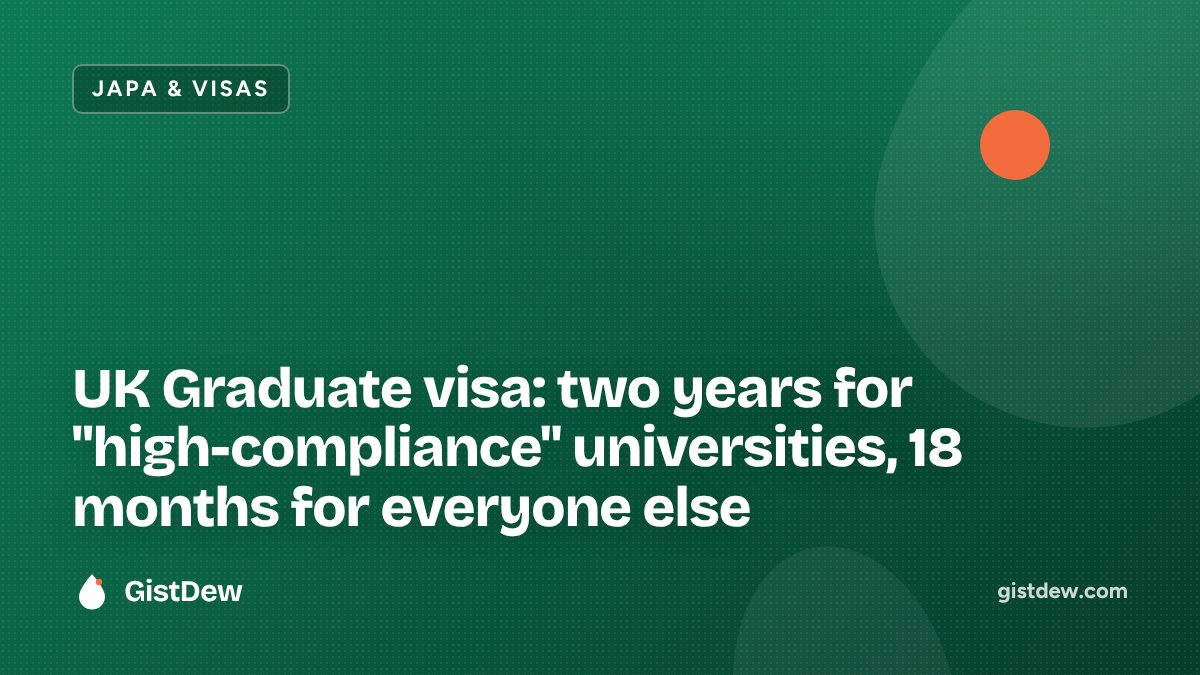 JAPA & VISAS
UK Graduate visa: two years for
"high-compliance" universities, 18
months for everyone else
GistDew
gistdew.com